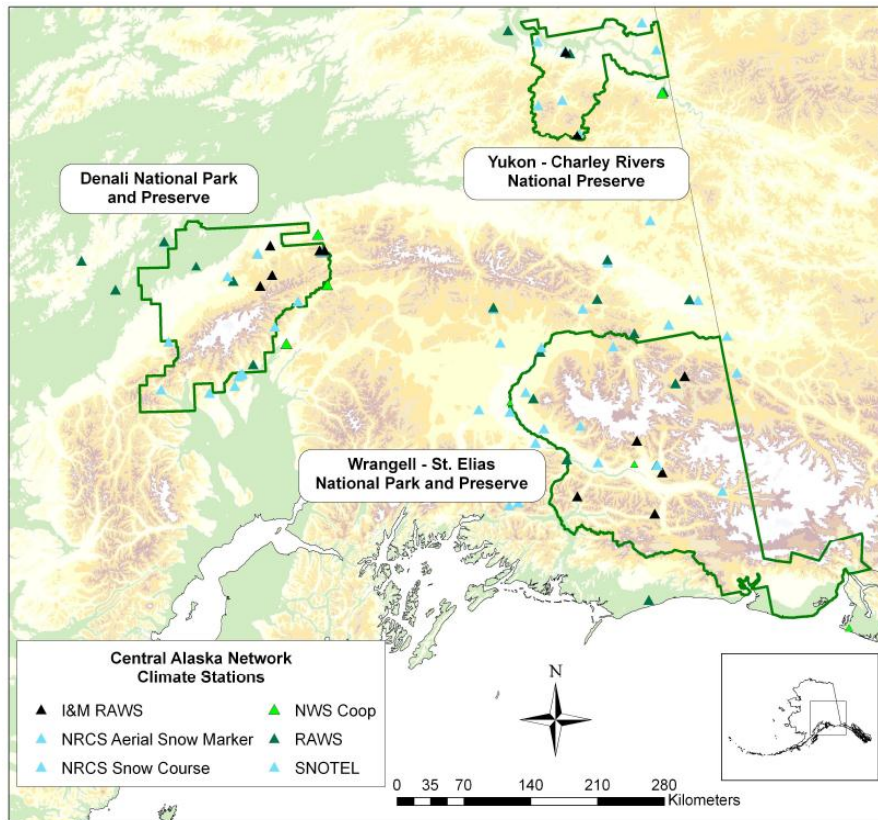 Yukon - Charley Rivers
National Preserve
Denali National Park
and Preserve
Wrangell - St. Elias
National Park and Preserve
Central Alaska Network
Climate Stations
I&M RAWS
NRCS Aerial Snow Marker
NRCS Snow Course
NWS Coop
RAWS
SNOTEL
N
0 35 70 140 210 280
Kilometers